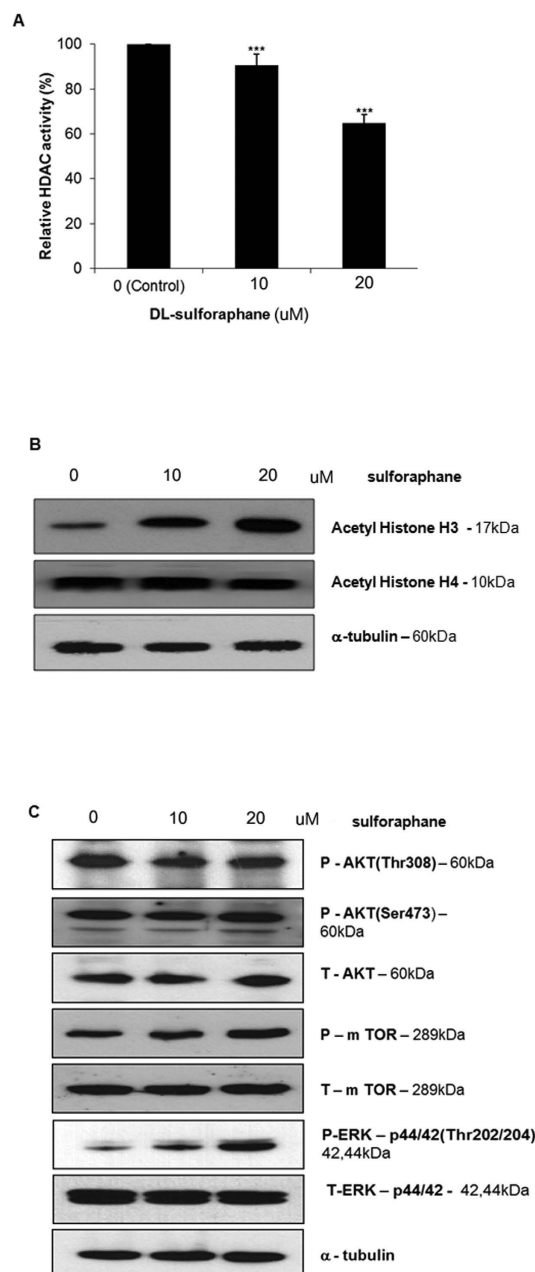 A
Relative HDAC activity (%)
100
80
60
40
20
0
***
***
0 (Control) 10 20
DL-sulforaphane (uM)
B
0 10 20 uM sulforaphane
Acetyl Histone H3 - 17kDa
Acetyl Histone H4 - 10kDa
α-tubulin – 60kDa
C
0 10 20 uM sulforaphane
P - AKT(Thr308) – 60kDa
P - AKT(Ser473) –
60kDa
T - AKT – 60kDa
P – m TOR – 289kDa
T – m TOR – 289kDa
P-ERK – p44/42(Thr202/204)
42,44kDa
T-ERK – p44/42 - 42,44kDa
α - tubulin